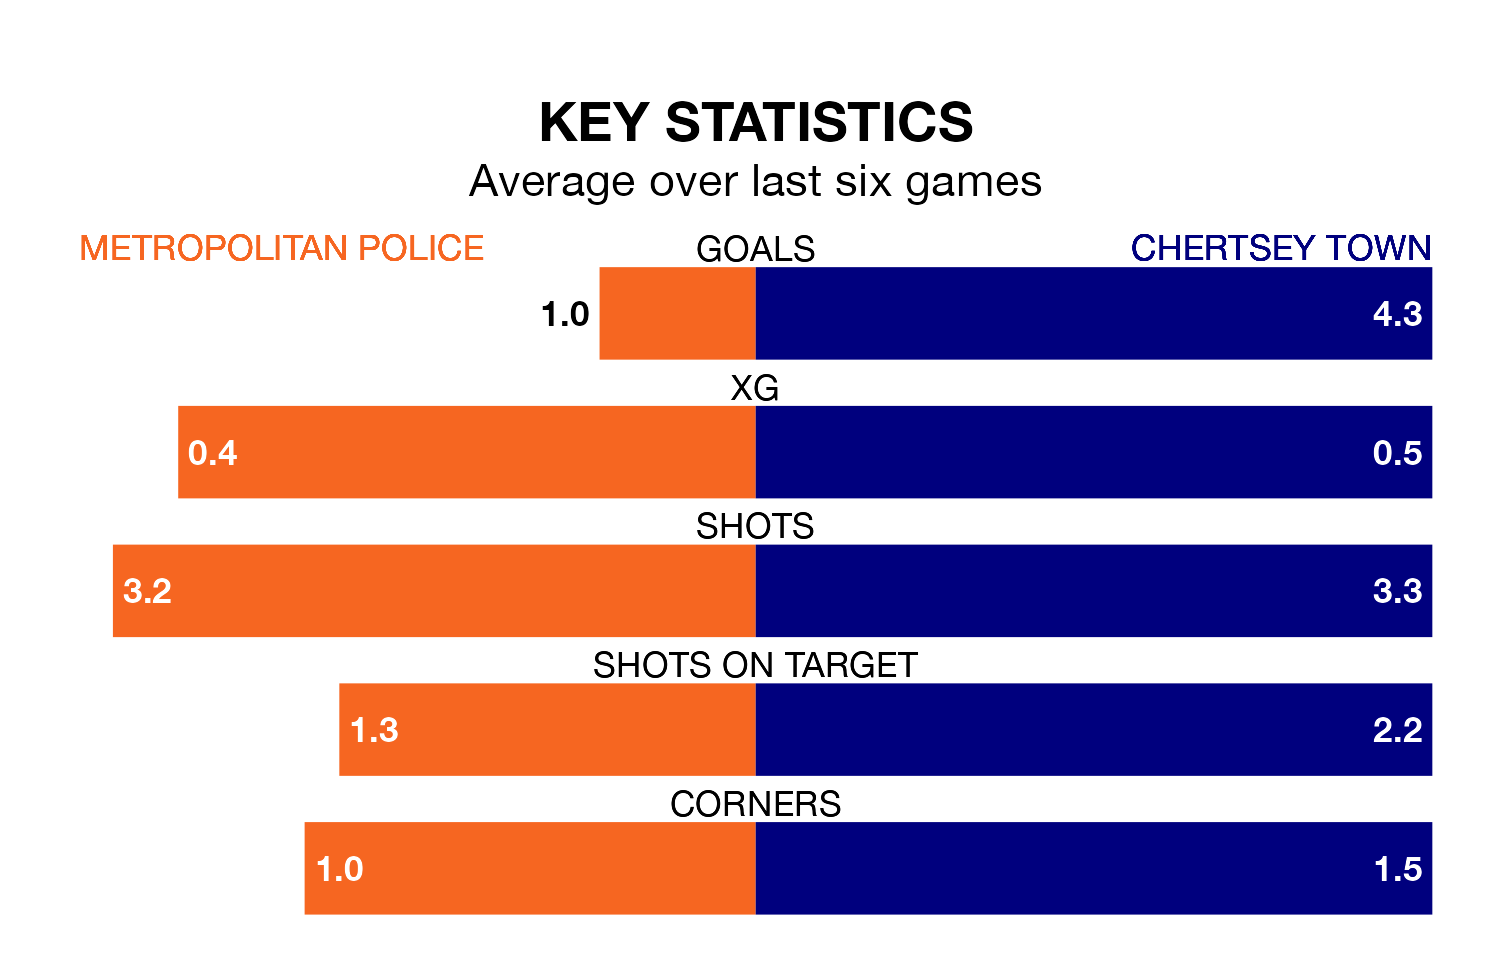 KEY STATISTICS
Average over last six games
METROPOLITAN POLICE GOALS CHERTSEY TOWN
1.0 4.3
XG
0.4 0.5
SHOTS
3.2 3.3
SHOTS ON TARGET
1.3 2.2
CORNERS
1.0 1.5